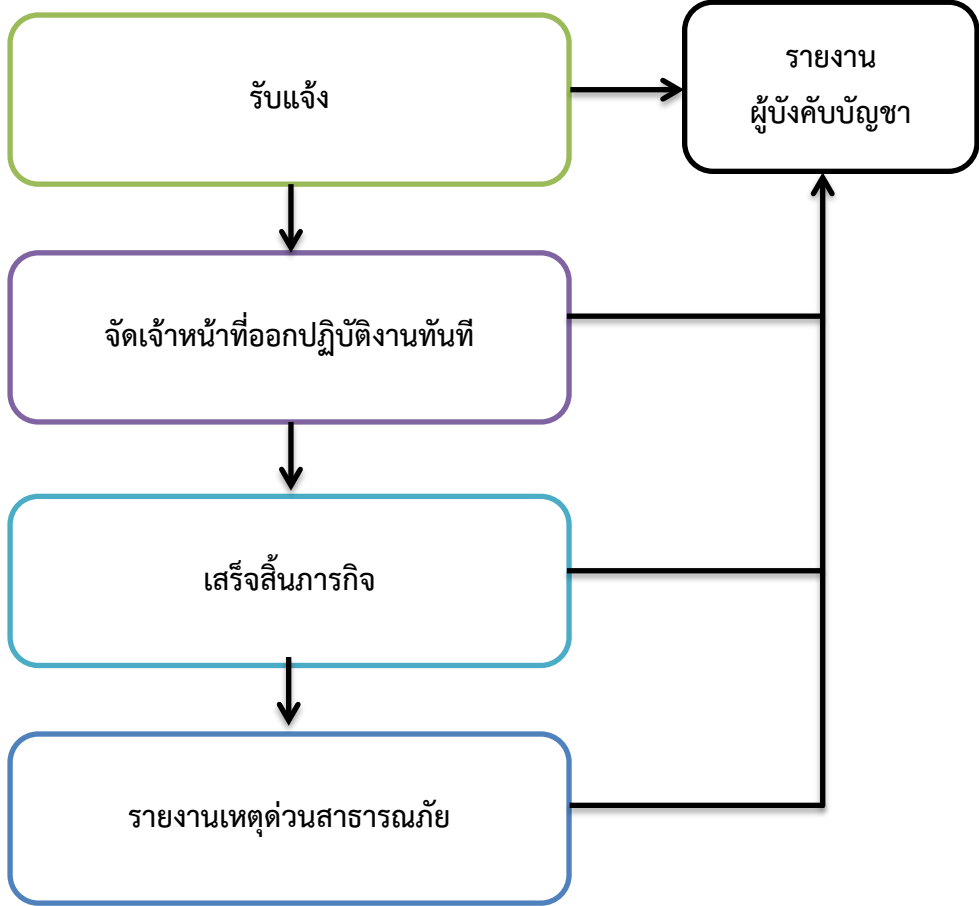 รับแจ้ง
รายงาน
ผู้บังคับบัญชา
จัดเจ้าหน้าที่ออกปฏิบัติงานทันที
เสร็จสิ้นภารกิจ
รายงานเหตุด่วนสาธารณภัย